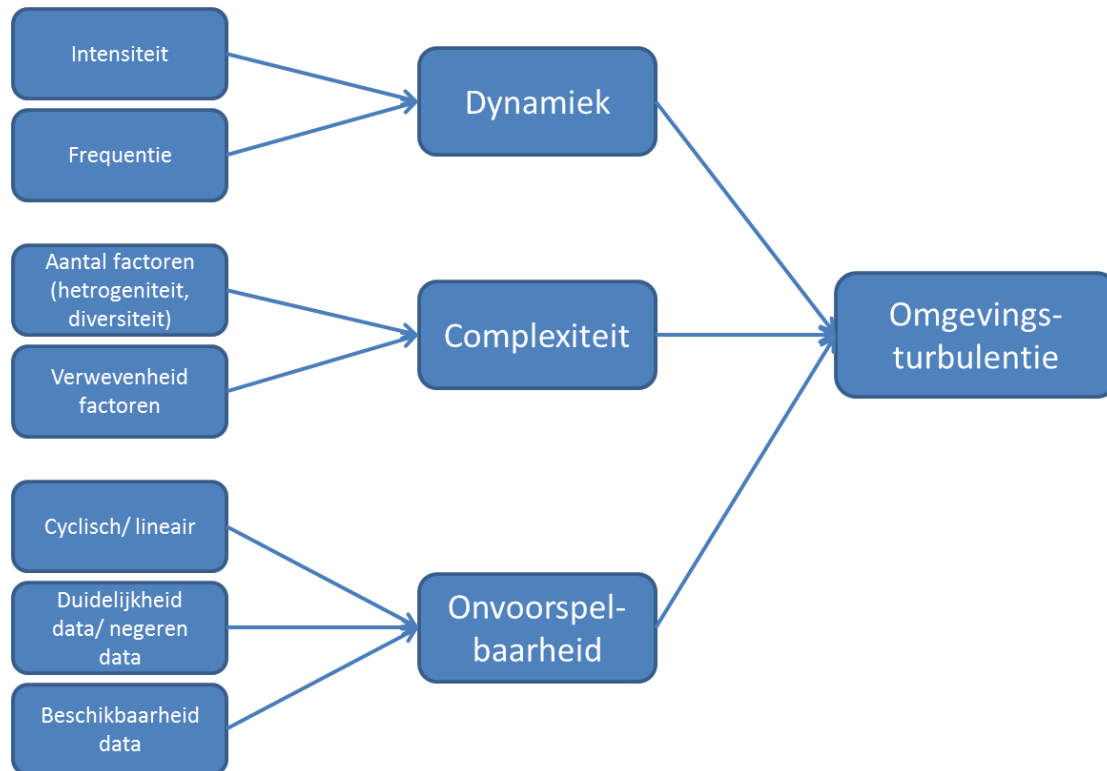 Intensiteit
Frequentie
Dynamiek
Aantal factoren
(hetrogeniteit,
diversiteit)
Verwevenheid
factoren
Complexiteit
Omgevings-
turbulentie
Cyclisch/ lineair
Duidelijkheid
data/ negeren
data
Beschikbaarheid
data
Onvoorspel-
baarheid